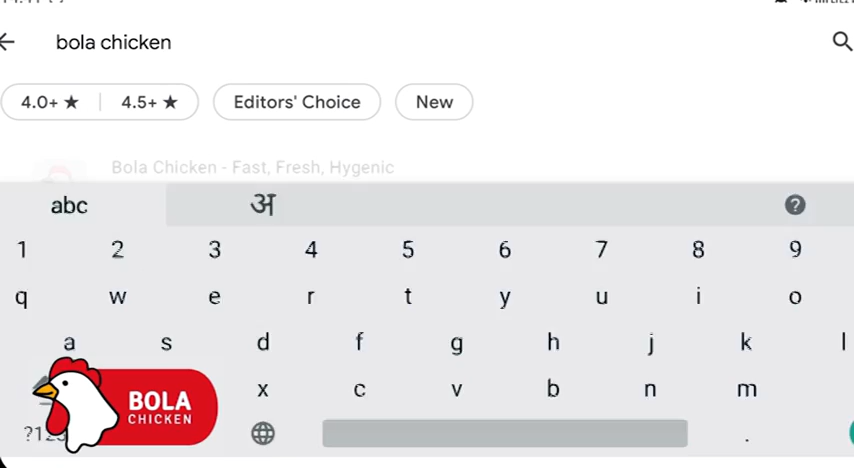 bola chicken
4.0+ ★ 4.5+ ★ Editors' Choice New
Bola Chicken - Fast, Fresh, Hygenic
abc अ ?
1 2 3 4 5 6 7 8 9
q w e r t y u i o
a s d f g h j k l
x c v b n m
BOLA
CHICKEN
?123 .